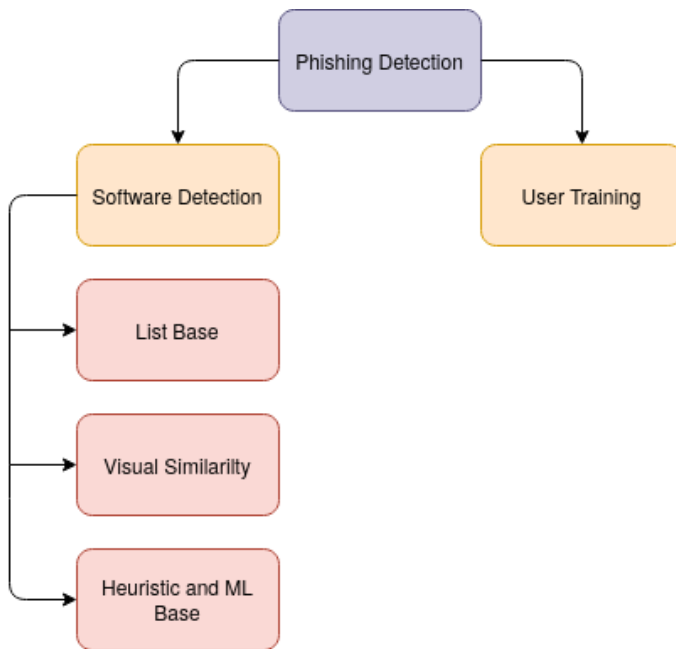 Phishing Detection
Software Detection
User Training
List Base
Visual Similarilty
Heuristic and ML
Base